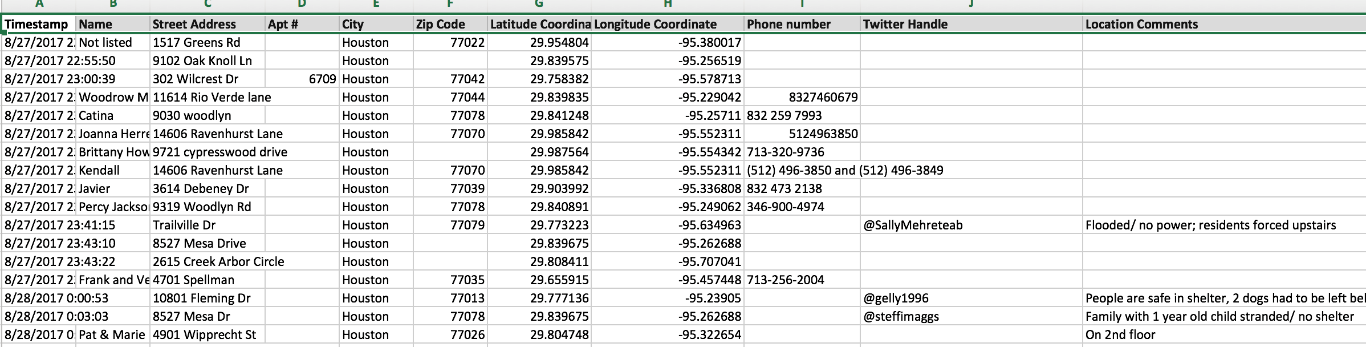 A B C D E F G H I J
Timestamp Name Street Address Apt # City Zip Code Latitude Coordina Longitude Coordinate Phone number Twitter Handle Location Comments
8/27/2017 2 Not listed 1517 Greens Rd Houston 77022 29.954804 -95.380017
8/27/2017 22:55:50 9102 Oak Knoll Ln Houston 29.839575 -95.256519
8/27/2017 23:00:39 302 Wilcrest Dr 6709 Houston 77042 29.758382 -95.578713
8/27/2017 2 Woodrow M 11614 Rio Verde lane Houston 77044 29.839835 -95.229042 8327460679
8/27/2017 2 Catina 9030 woodlyn Houston 77078 29.841248 -95.25711 832 259 7993
8/27/2017 2 Joanna Herre 14606 Ravenhurst Lane Houston 77070 29.985842 -95.552311 5124963850
8/27/2017 2 Brittany How 9721 cypresswood drive Houston 29.987564 -95.554342 713-320-9736
8/27/2017 2 Kendall 14606 Ravenhurst Lane Houston 77070 29.985842 -95.552311 (512) 496-3850 and (512) 496-3849
8/27/2017 2 Javier 3614 Debeney Dr Houston 77039 29.903992 -95.336808 832 473 2138
8/27/2017 2 Percy Jackso 9319 Woodlyn Rd Houston 77078 29.840891 -95.249062 346-900-4974
8/27/2017 23:41:15 Trailville Dr Houston 77079 29.773223 -95.634963 @SallyMehreteab Flooded/ no power; residents forced upstairs
8/27/2017 23:43:10 8527 Mesa Drive Houston 29.839675 -95.262688
8/27/2017 23:43:22 2615 Creek Arbor Circle Houston 29.808411 -95.707041
8/27/2017 2 Frank and Ve 4701 Spellman Houston 77035 29.655915 -95.457448 713-256-2004
8/28/2017 0:00:53 10801 Fleming Dr Houston 77013 29.777136 -95.23905 @gelly1996 People are safe in shelter, 2 dogs had to be left bel
8/28/2017 0:03:03 8527 Mesa Dr Houston 77078 29.839675 -95.262688 @steffimaggs Family with 1 year old child stranded/ no shelter
8/28/2017 0 Pat & Marie 4901 Wipprecht St Houston 77026 29.804748 -95.322654 On 2nd floor